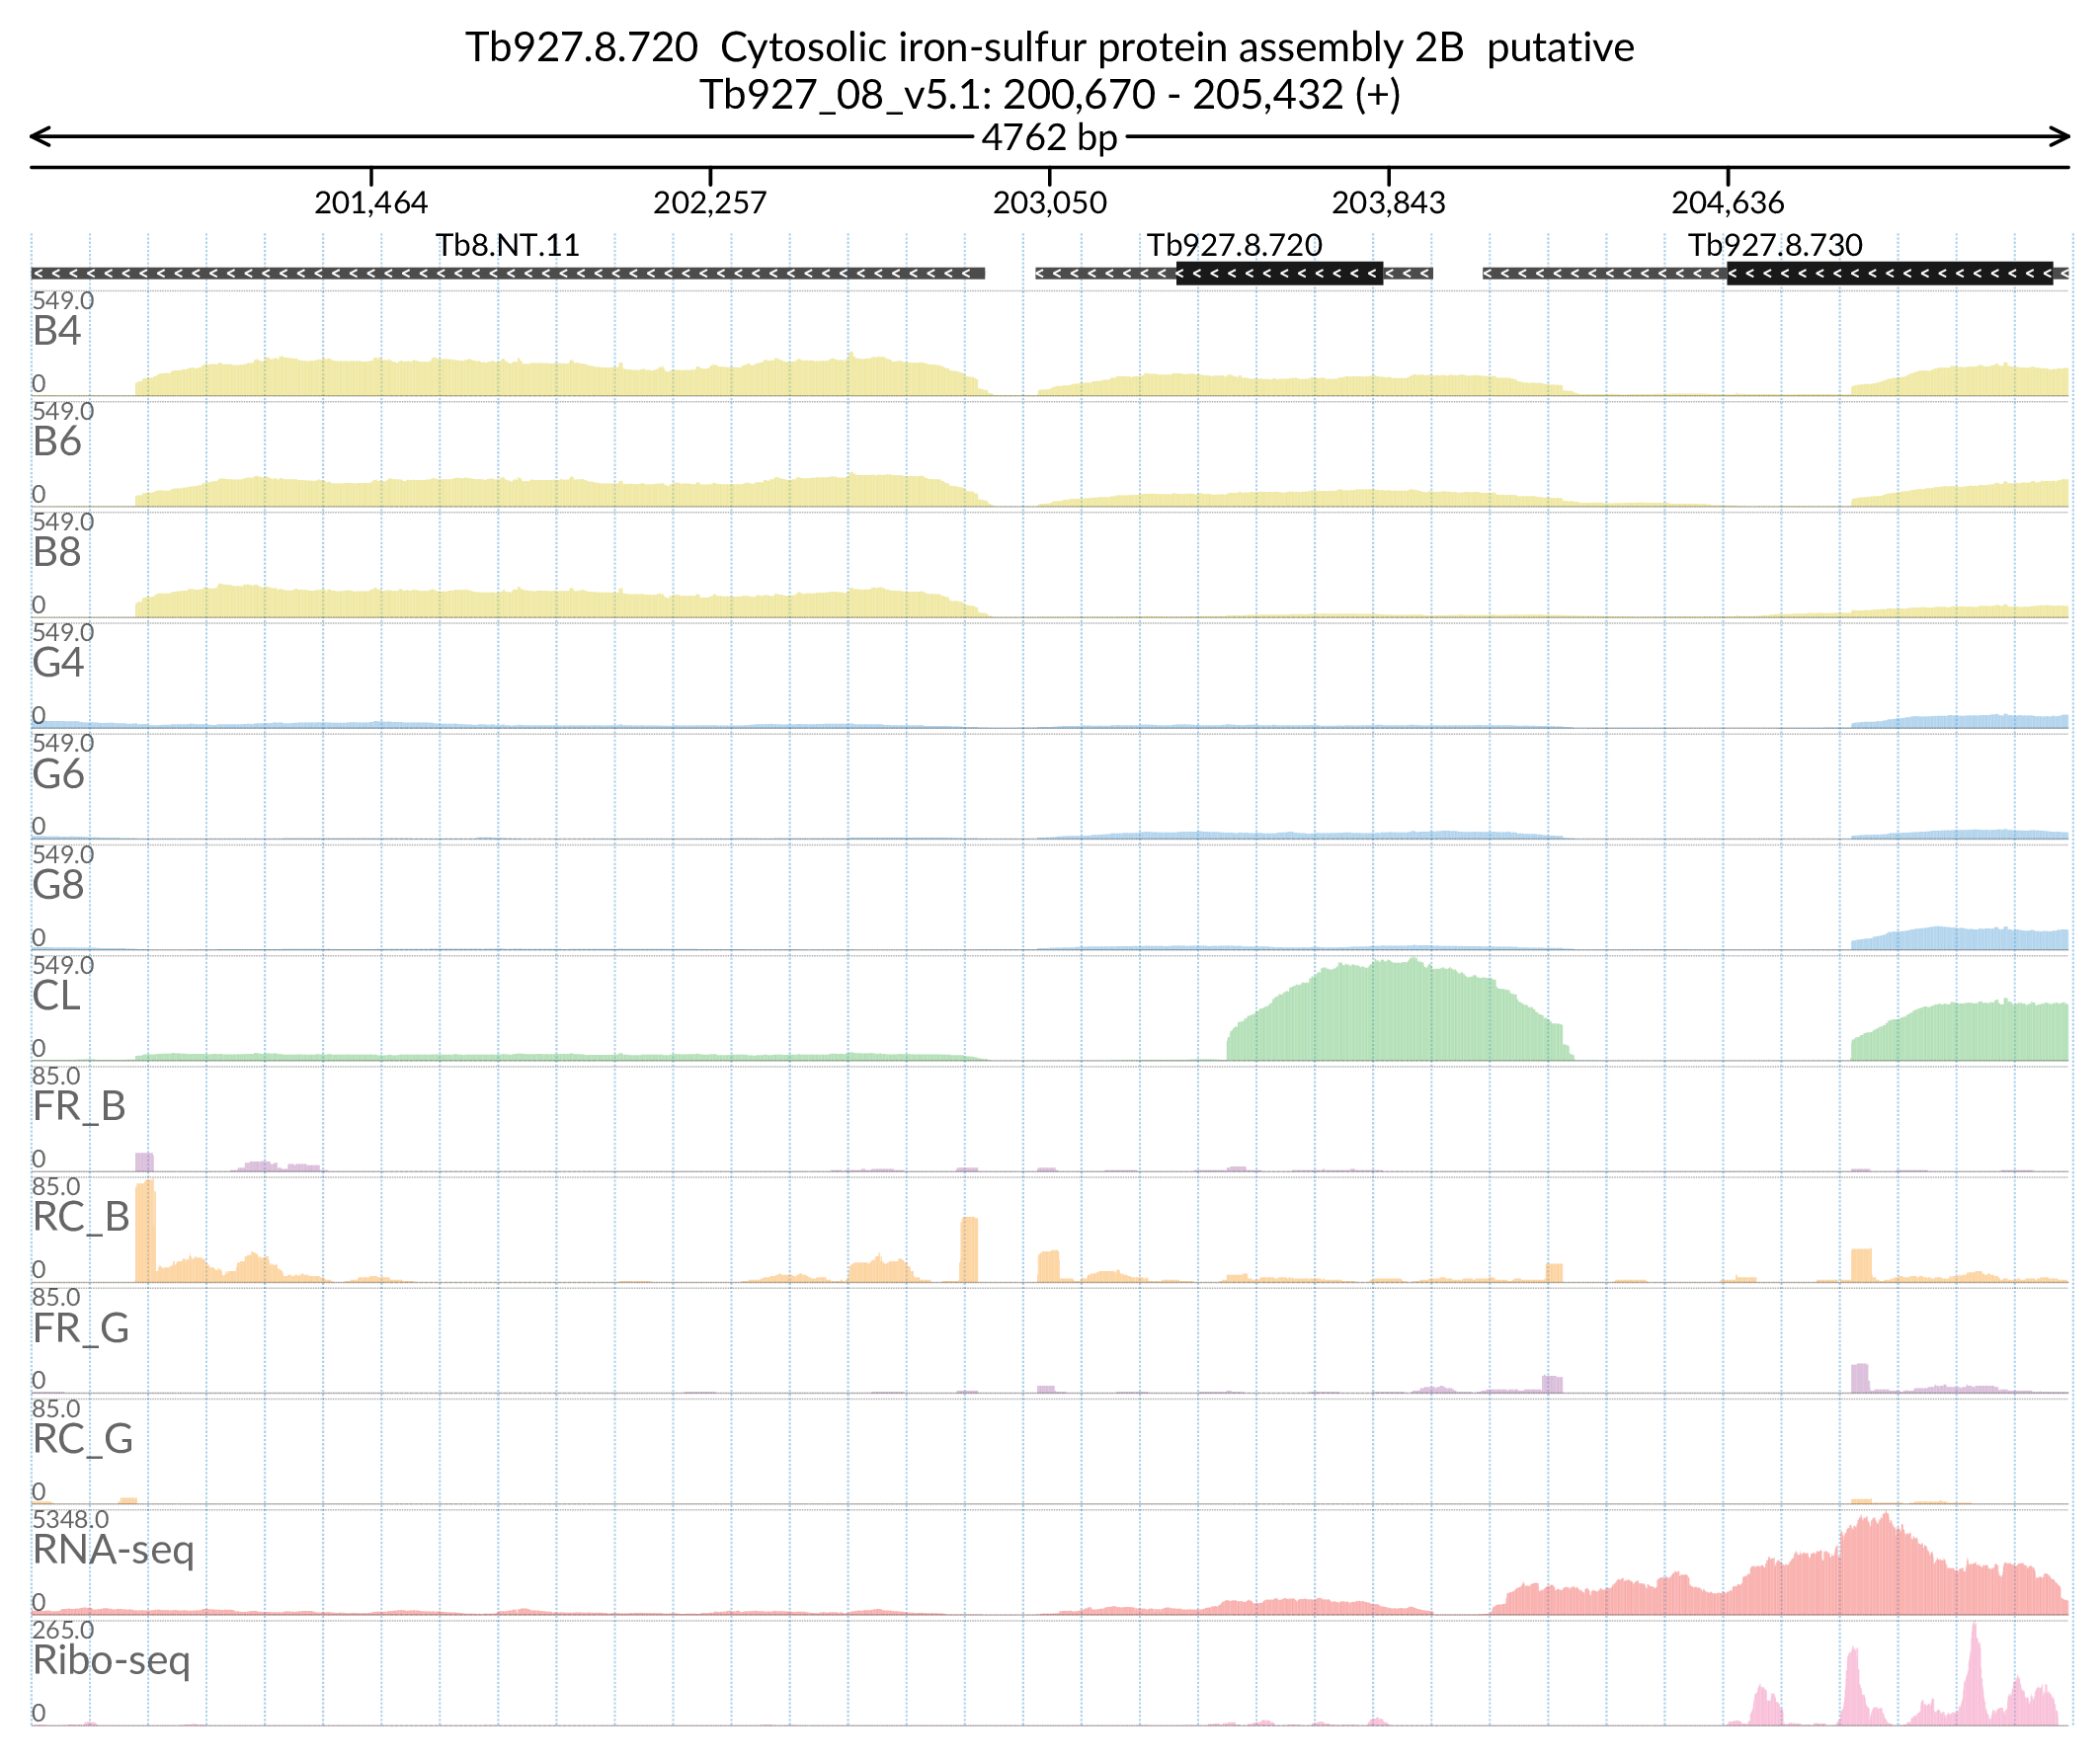 Tb927.8.720  Cytosolic iron-sulfur protein assembly 2B  putative
Tb927_08_v5.1: 200,670 - 205,432 (+)
4762 bp
201,464 202,257 203,050 203,843 204,636
Tb8.NT.11 Tb927.8.720 Tb927.8.730
549.0
B4
0
549.0
B6
0
549.0
B8
0
549.0
G4
0
549.0
G6
0
549.0
G8
0
549.0
CL
0
85.0
FR_B
0
85.0
RC_B
0
85.0
FR_G
0
85.0
RC_G
0
5348.0
RNA-seq
0
265.0
Ribo-seq
0